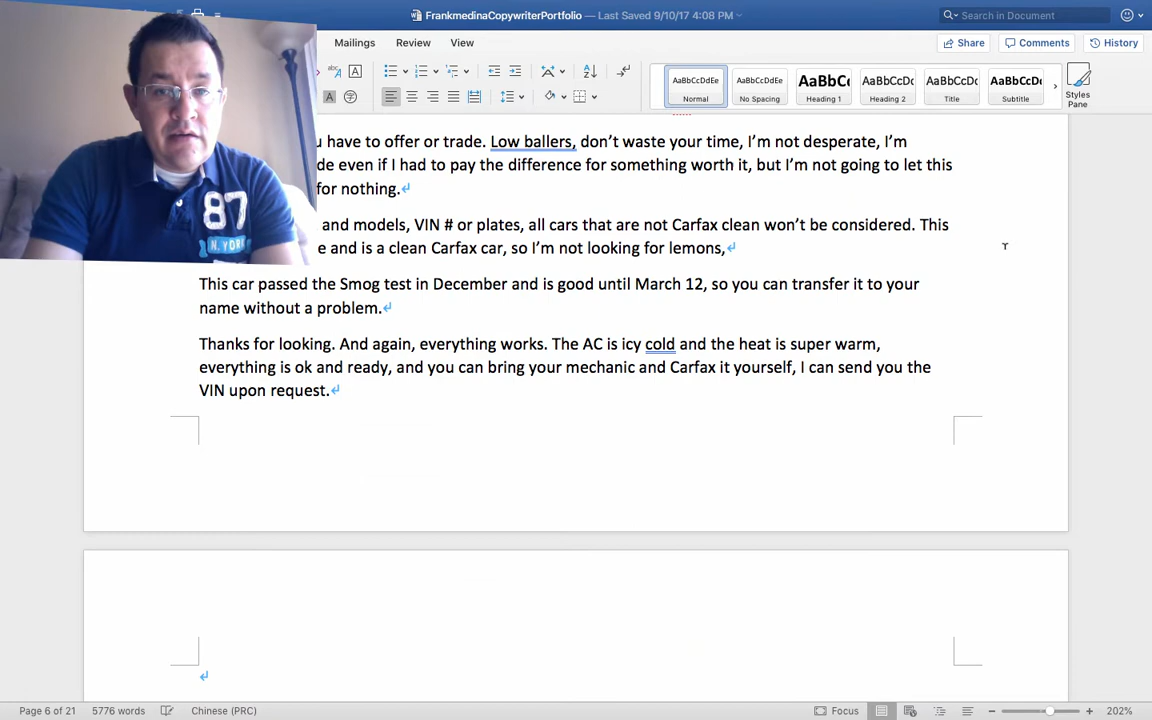 FrankmedinaCopywriterPortfolio — Last Saved 9/10/17 4:08 PM
Search in Document
Mailings Review View
Share Comments History
AaBbCcDdEe AaBbCcDdEe AaBbCc AaBbCcDc AaBbCcDc AaBbCcDc
Normal No Spacing Heading 1 Heading 2 Title Subtitle
Styles
Pane
have to offer or trade. Low ballers, don’t waste your time, I’m not desperate, I’m
even if I had to pay the difference for something worth it, but I’m not going to let this
for nothing.
and models, VIN # or plates, all cars that are not Carfax clean won’t be considered. This
and is a clean Carfax car, so I’m not looking for lemons,
This car passed the Smog test in December and is good until March 12, so you can transfer it to your
name without a problem.
Thanks for looking. And again, everything works. The AC is icy cold and the heat is super warm,
everything is ok and ready, and you can bring your mechanic and Carfax it yourself, I can send you the
VIN upon request.
87
N. YORK
Page 6 of 21 5776 words Chinese (PRC) Focus 202%